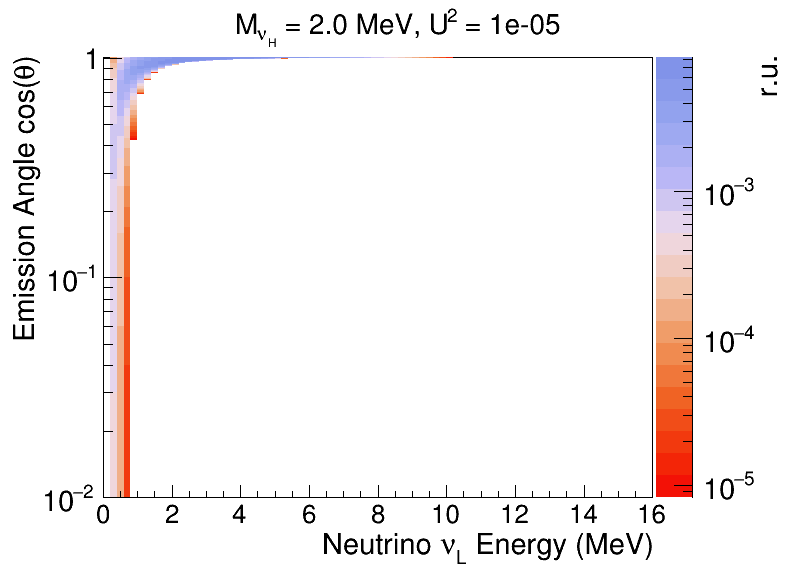 M_{ν_H} = 2.0 MeV, U² = 1e-05
Emission Angle cos(θ)
1
10⁻¹
10⁻²
0 2 4 6 8 10 12 14 16
Neutrino ν_L Energy (MeV)
r.u.
10⁻³
10⁻⁴
10⁻⁵